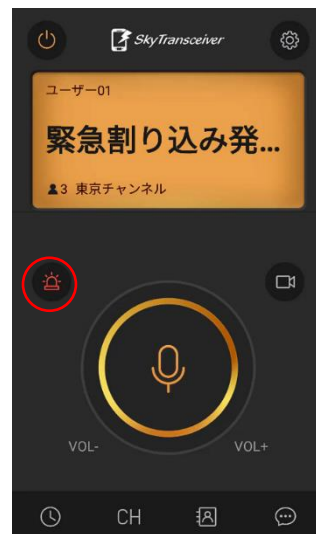 SkyTransceiver
ユーザー01
緊急割り込み発...
3 東京チャンネル
VOL-
VOL+
CH